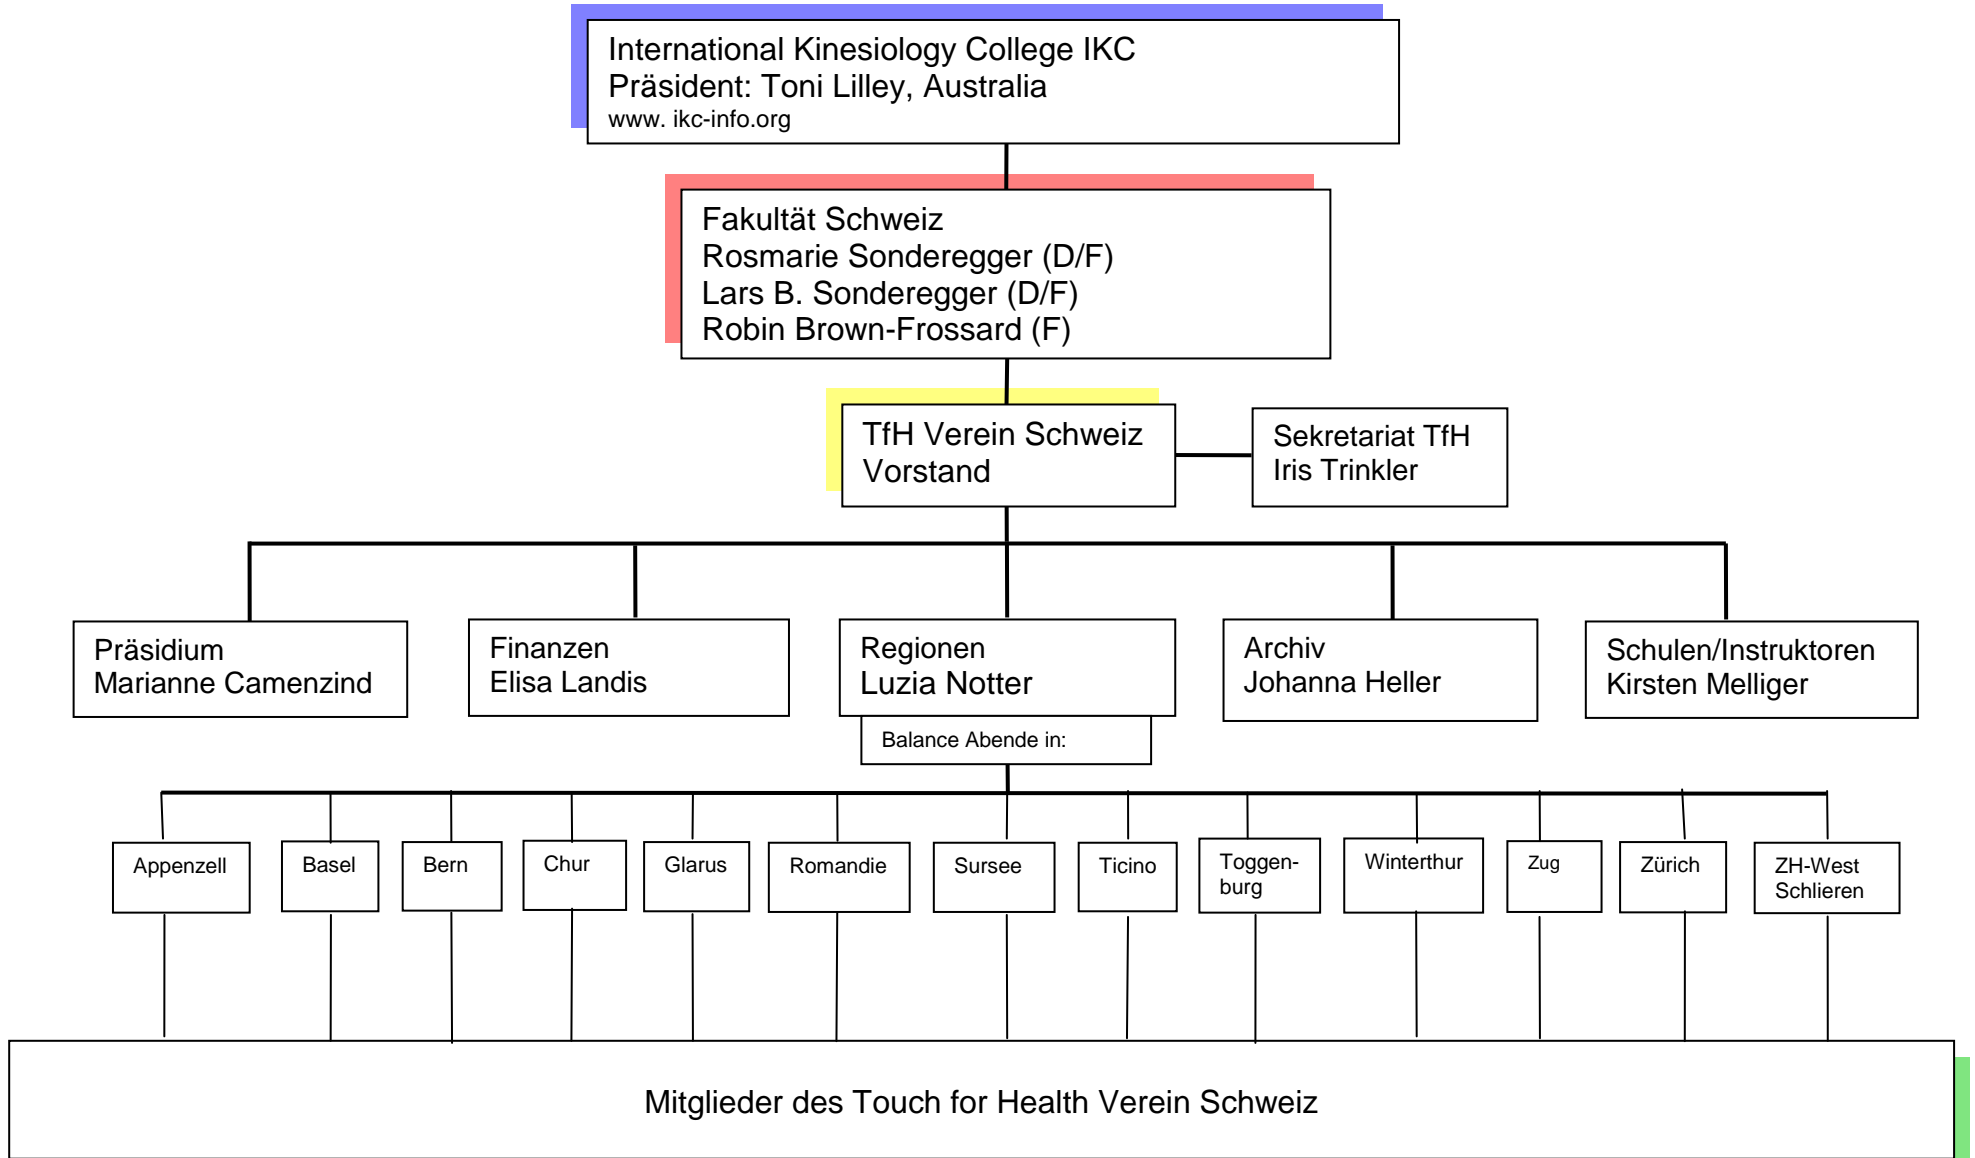 International Kinesiology College IKC
Präsident: Toni Lilley, Australia
www. ikc-info.org
Fakultät Schweiz
Rosmarie Sonderegger (D/F)
Lars B. Sonderegger (D/F)
Robin Brown-Frossard (F)
TfH Verein Schweiz
Vorstand
Sekretariat TfH
Iris Trinkler
Präsidium
Marianne Camenzind
Finanzen
Elisa Landis
Regionen
Luzia Notter
Archiv
Johanna Heller
Schulen/Instruktoren
Kirsten Melliger
Balance Abende in:
Appenzell
Basel
Bern
Chur
Glarus
Romandie
Sursee
Ticino
Toggen-
burg
Winterthur
Zug
Zürich
ZH-West
Schlieren
Mitglieder des Touch for Health Verein Schweiz